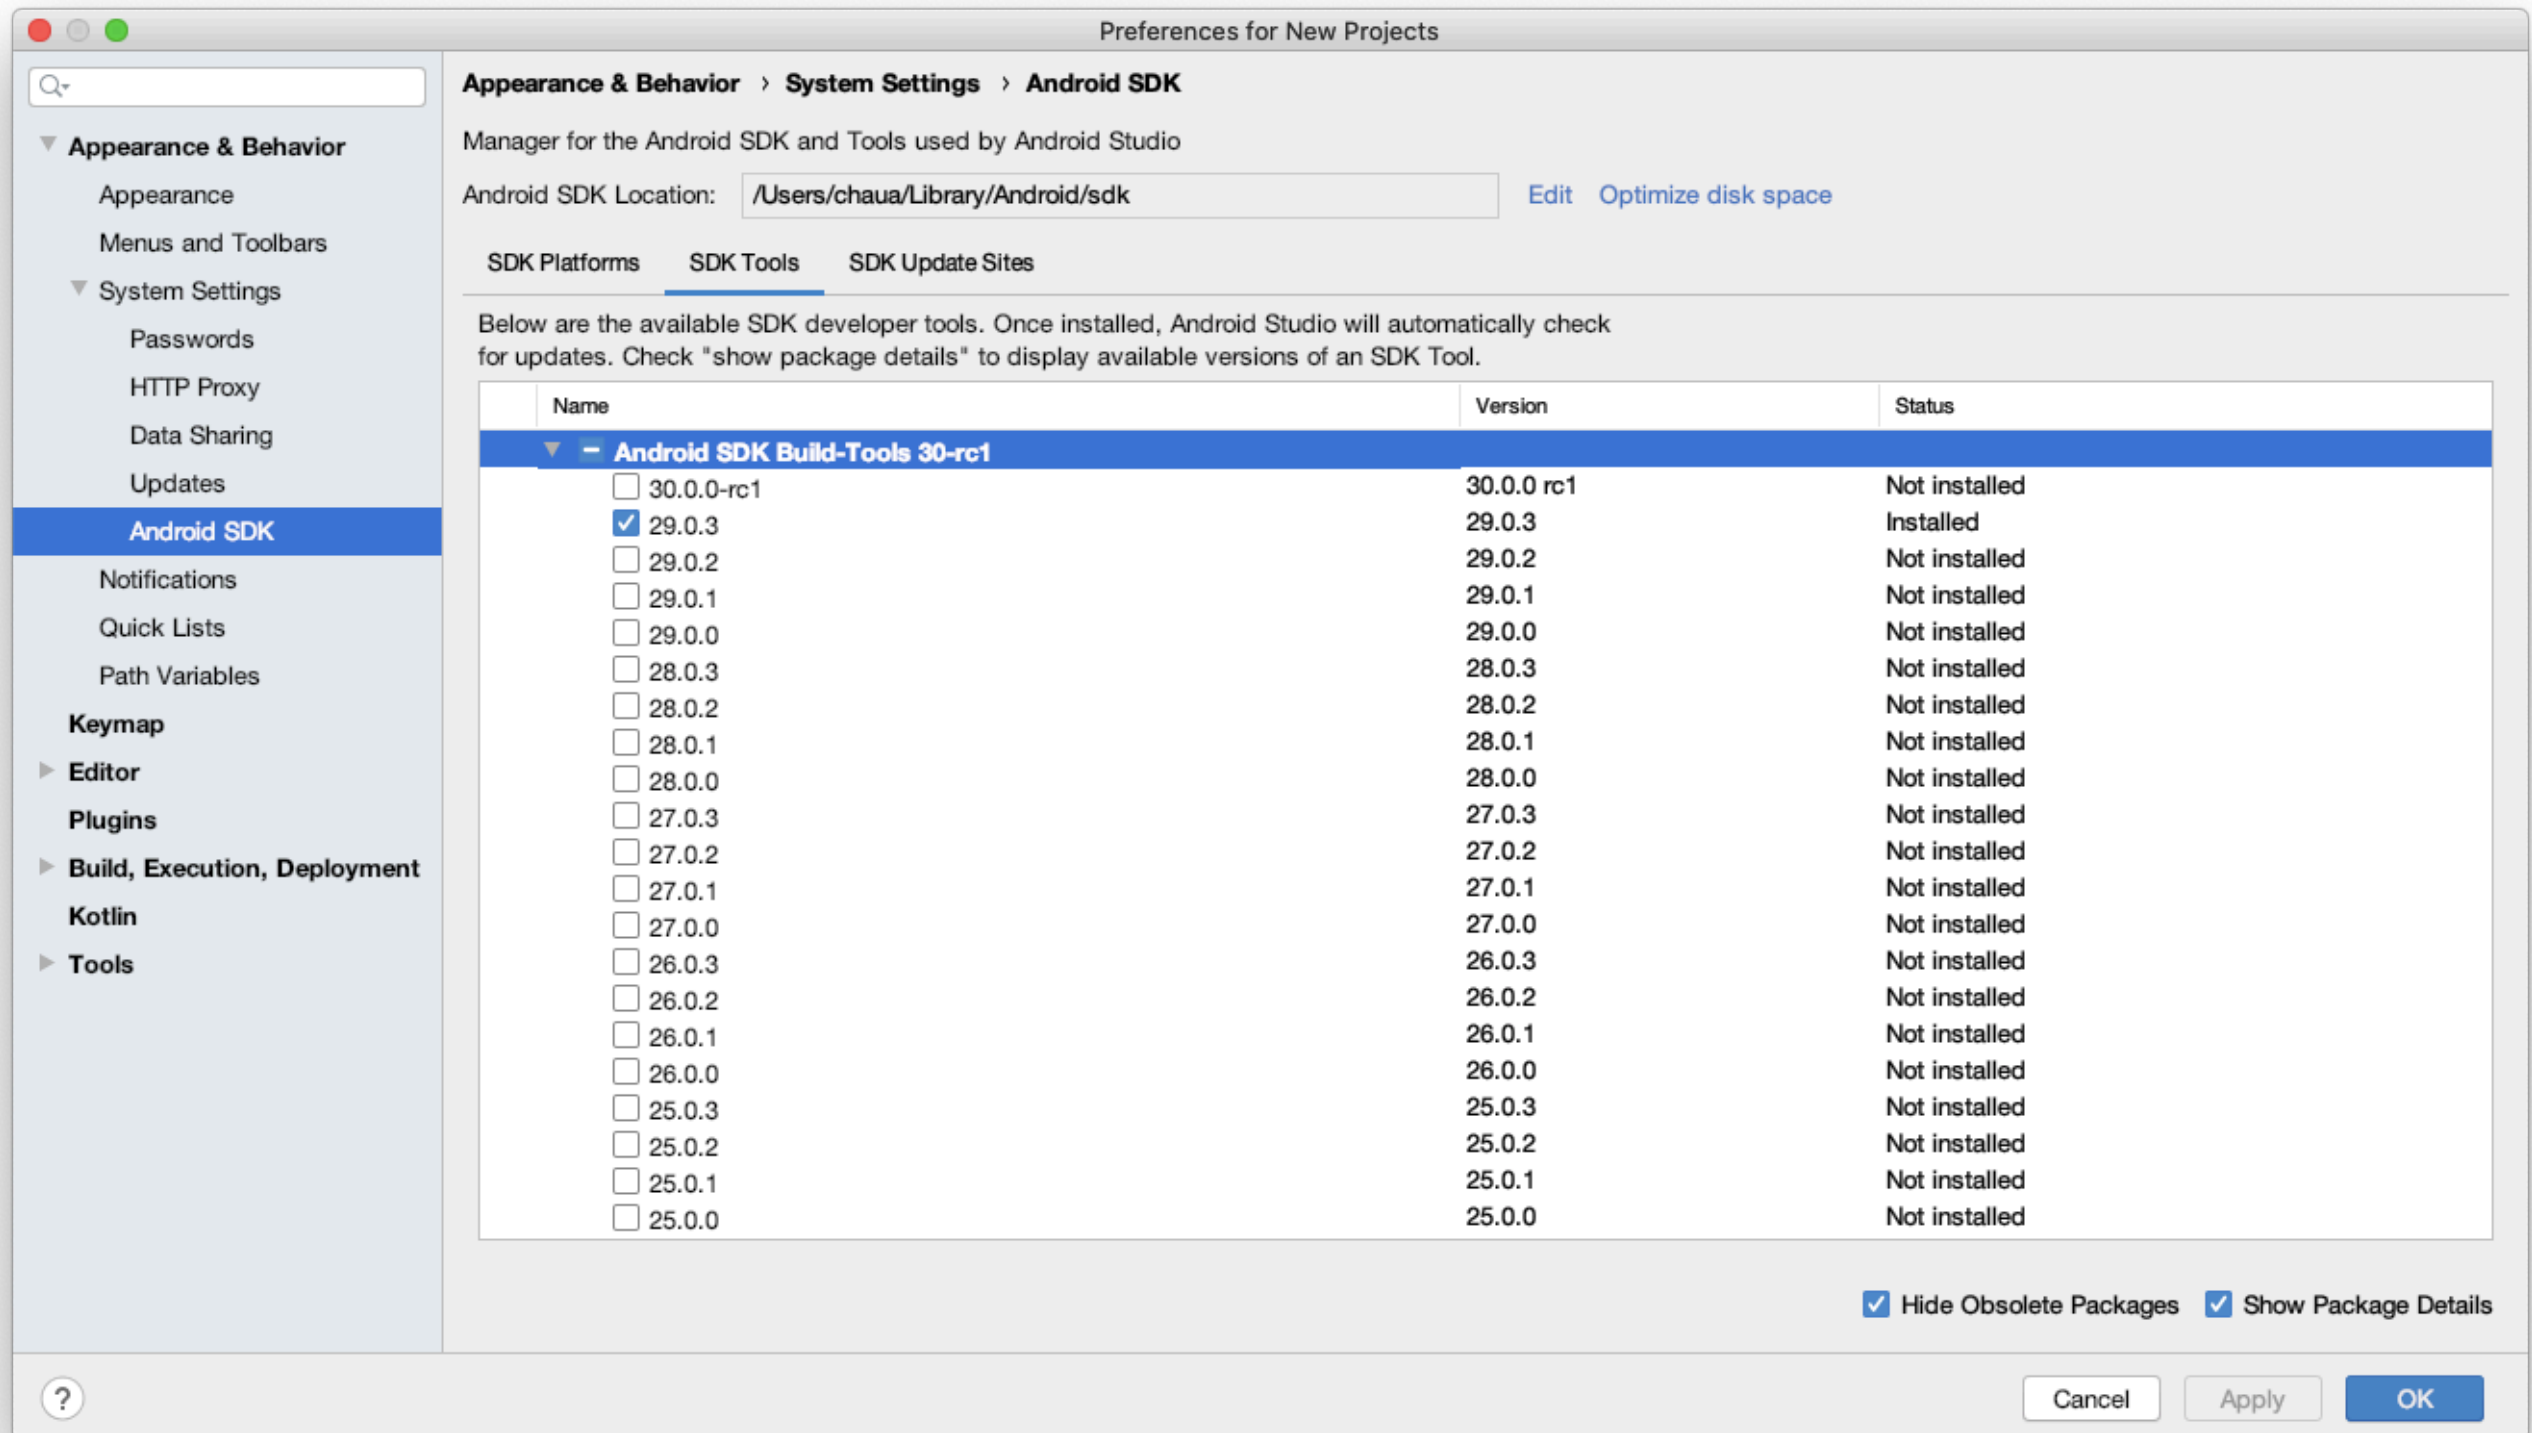 Preferences for New Projects
Appearance & Behavior
Appearance
Menus and Toolbars
System Settings
Passwords
HTTP Proxy
Data Sharing
Updates
Android SDK
Notifications
Quick Lists
Path Variables
Keymap
Editor
Plugins
Build, Execution, Deployment
Kotlin
Tools
Appearance & Behavior › System Settings › Android SDK
Manager for the Android SDK and Tools used by Android Studio
Android SDK Location: /Users/chaua/Library/Android/sdk Edit Optimize disk space
SDK Platforms SDK Tools SDK Update Sites
Below are the available SDK developer tools. Once installed, Android Studio will automatically check
for updates. Check "show package details" to display available versions of an SDK Tool.
Name Version Status
Android SDK Build-Tools 30-rc1
30.0.0-rc1 30.0.0 rc1 Not installed
29.0.3 29.0.3 Installed
29.0.2 29.0.2 Not installed
29.0.1 29.0.1 Not installed
29.0.0 29.0.0 Not installed
28.0.3 28.0.3 Not installed
28.0.2 28.0.2 Not installed
28.0.1 28.0.1 Not installed
28.0.0 28.0.0 Not installed
27.0.3 27.0.3 Not installed
27.0.2 27.0.2 Not installed
27.0.1 27.0.1 Not installed
27.0.0 27.0.0 Not installed
26.0.3 26.0.3 Not installed
26.0.2 26.0.2 Not installed
26.0.1 26.0.1 Not installed
26.0.0 26.0.0 Not installed
25.0.3 25.0.3 Not installed
25.0.2 25.0.2 Not installed
25.0.1 25.0.1 Not installed
25.0.0 25.0.0 Not installed
Hide Obsolete Packages Show Package Details
? Cancel Apply OK